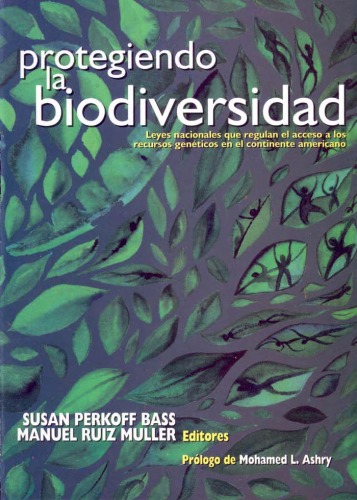 protegiendo
la
biodiversidad
Leyes nacionales que regulan el acceso a los
recursos genéticos en el continente americano
SUSAN PERKOFF BASS
MANUEL RUIZ MULLER Editores
Prólogo de Mohamed L. Ashry